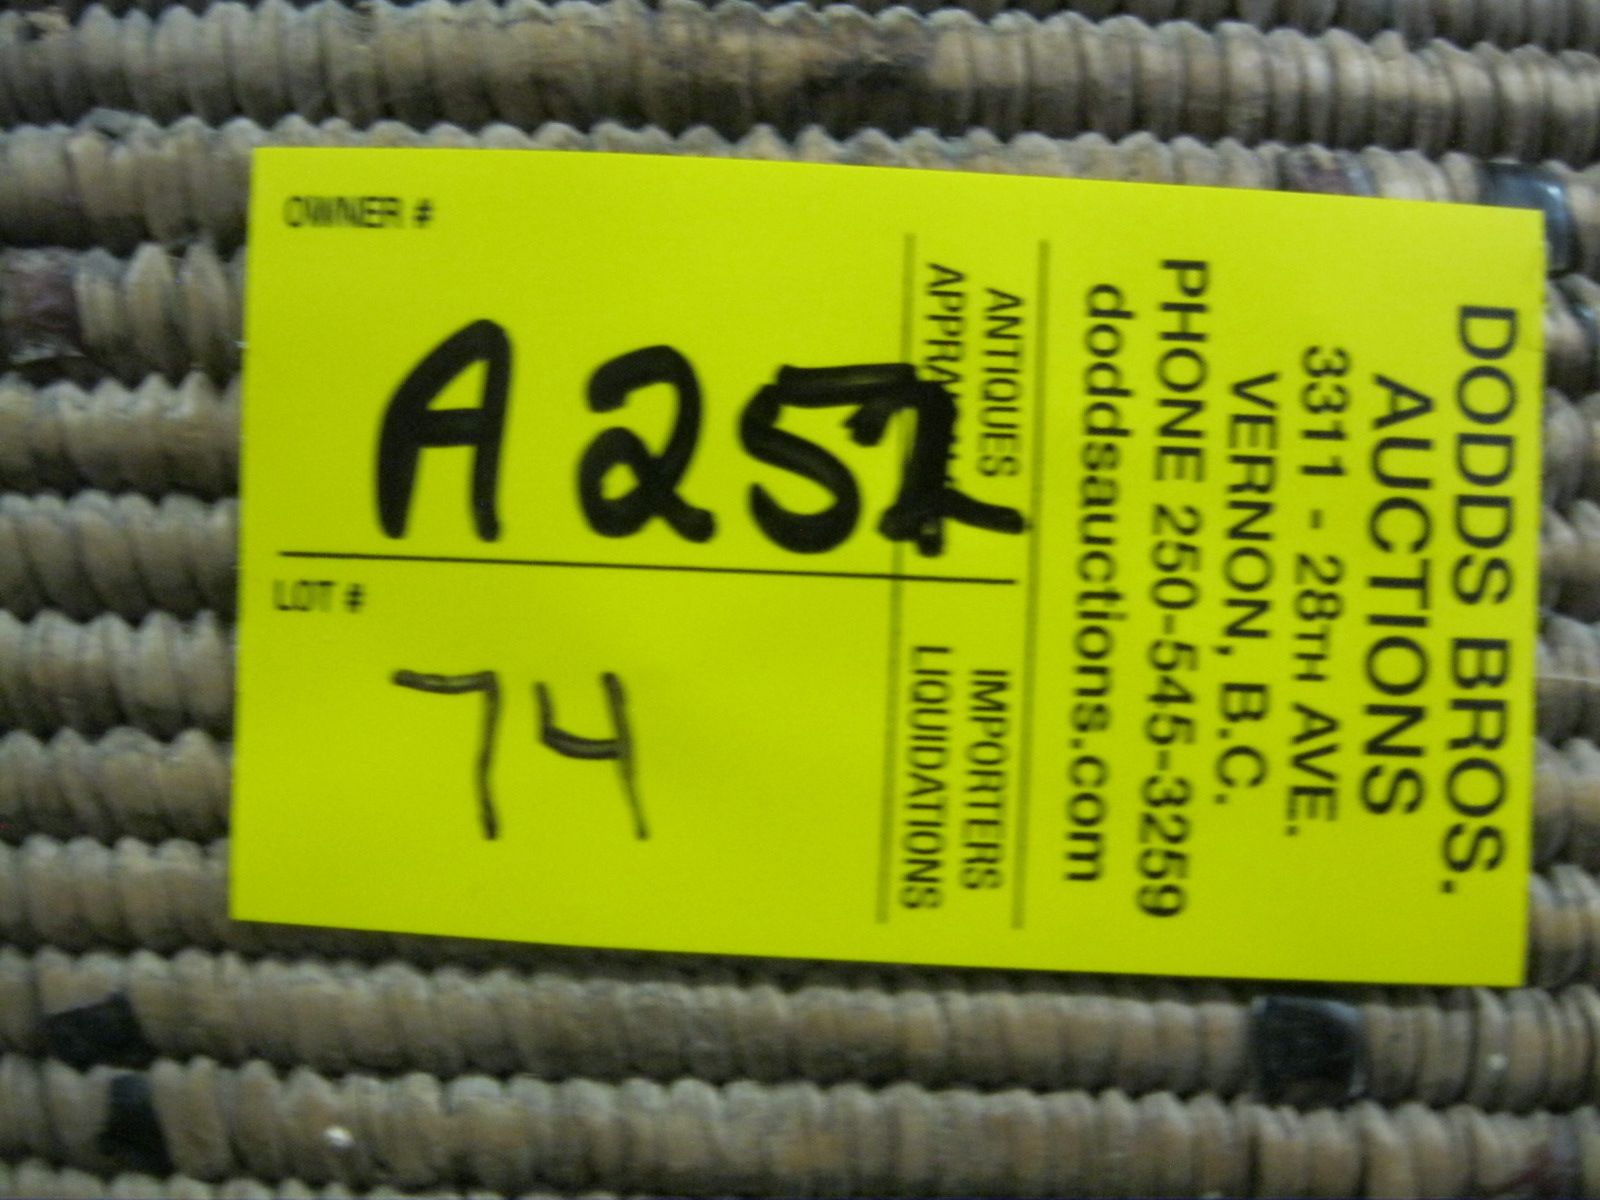 DODDS BROS.
AUCTIONS
3311 - 28TH AVE.
VERNON, B.C.
PHONE 250-545-3259
doddsauctions.com
ANTIQUES IMPORTERS
LIQUIDATIONS
OWNER #
LOT #
74